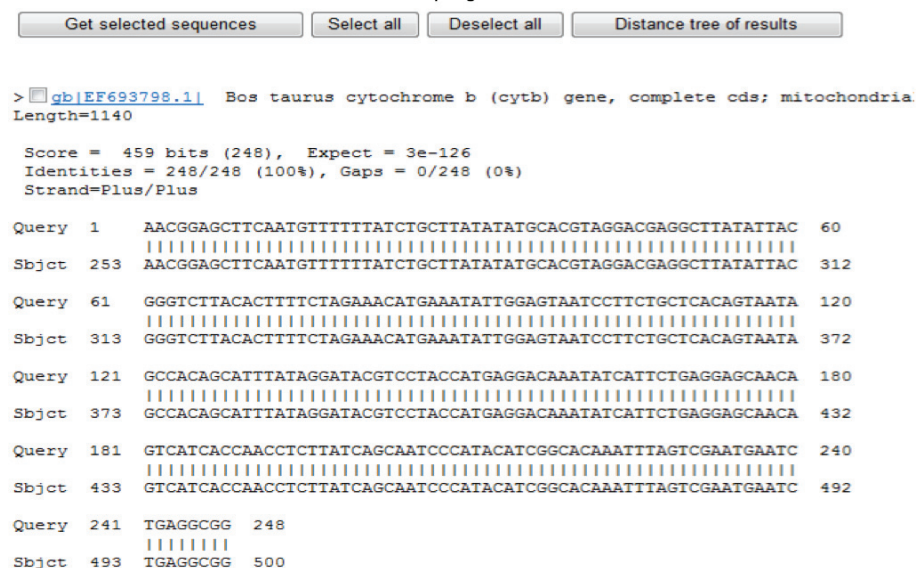 Get selected sequences Select all Deselect all Distance tree of results
> gb|EF693798.1| Bos taurus cytochrome b (cytb) gene, complete cds; mitochondrial
Length=1140
Score = 459 bits (248), Expect = 3e-126
Identities = 248/248 (100%), Gaps = 0/248 (0%)
Strand=Plus/Plus
Query 1 AACGGAGCTTCAATGTTTTTTATCTGCTTATATATGCACGTAGGACGAGGCTTATATTAC 60
||||||||||||||||||||||||||||||||||||||||||||||||||||||||||||
Sbjct 253 AACGGAGCTTCAATGTTTTTTATCTGCTTATATATGCACGTAGGACGAGGCTTATATTAC 312
Query 61 GGGTCTTACACTTTTCTAGAAACATGAAATATTGGAGTAATCCTTCTGCTCACAGTAATA 120
||||||||||||||||||||||||||||||||||||||||||||||||||||||||||||
Sbjct 313 GGGTCTTACACTTTTCTAGAAACATGAAATATTGGAGTAATCCTTCTGCTCACAGTAATA 372
Query 121 GCCACAGCATTTATAGGATACGTCCTACCATGAGGACAAATATCATTCTGAGGAGCAACA 180
||||||||||||||||||||||||||||||||||||||||||||||||||||||||||||
Sbjct 373 GCCACAGCATTTATAGGATACGTCCTACCATGAGGACAAATATCATTCTGAGGAGCAACA 432
Query 181 GTCATCACCAACCTCTTATCAGCAATCCCATACATCGGCACAAATTTAGTCGAATGAATC 240
||||||||||||||||||||||||||||||||||||||||||||||||||||||||||||
Sbjct 433 GTCATCACCAACCTCTTATCAGCAATCCCATACATCGGCACAAATTTAGTCGAATGAATC 492
Query 241 TGAGGCGG 248
||||||||
Sbjct 493 TGAGGCGG 500